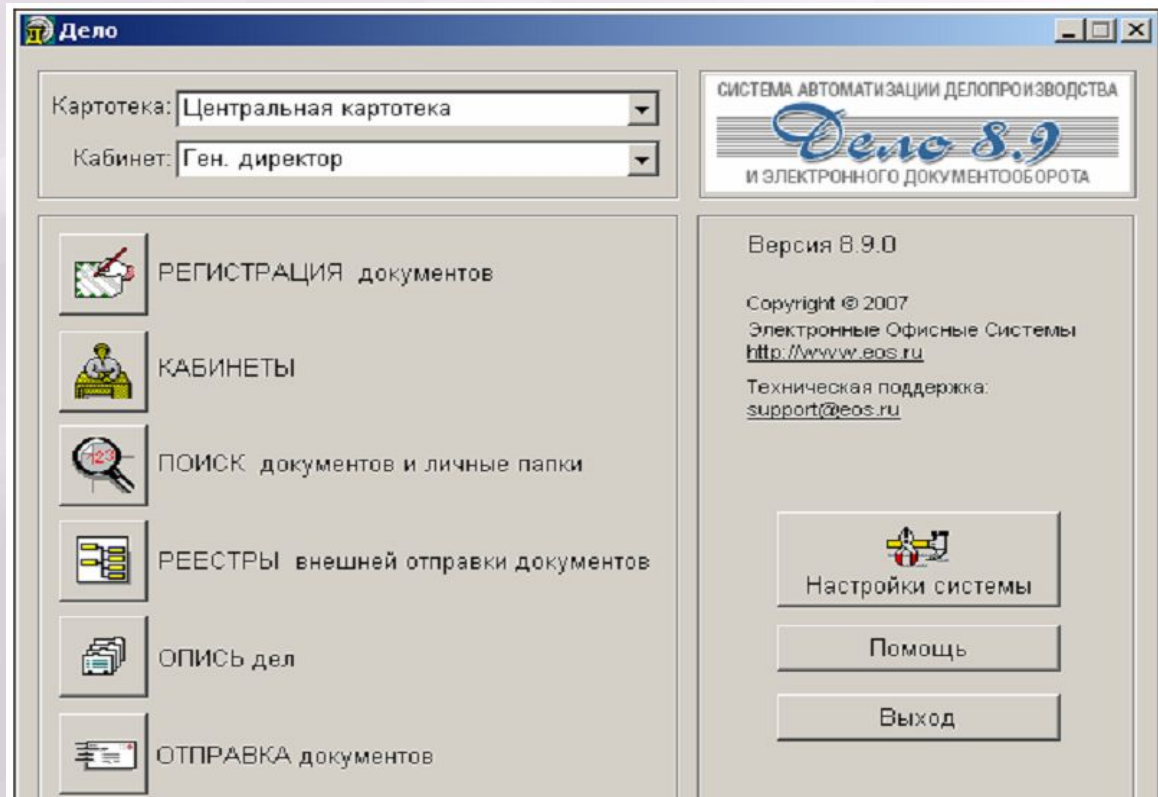 Дело
Картотека: Центральная картотека
Кабинет: Ген. директор
СИСТЕМА АВТОМАТИЗАЦИИ ДЕЛОПРОИЗВОДСТВА
Дело 8.9
И ЭЛЕКТРОННОГО ДОКУМЕНТООБОРОТА
РЕГИСТРАЦИЯ документов
КАБИНЕТЫ
123
ПОИСК документов и личные папки
РЕЕСТРЫ внешней отправки документов
ОПИСЬ дел
ОТПРАВКА документов
Версия 8.9.0
Copyright © 2007
Электронные Офисные Системы
http://www.eos.ru
Техническая поддержка:
support@eos.ru
Настройки системы
Помощь
Выход